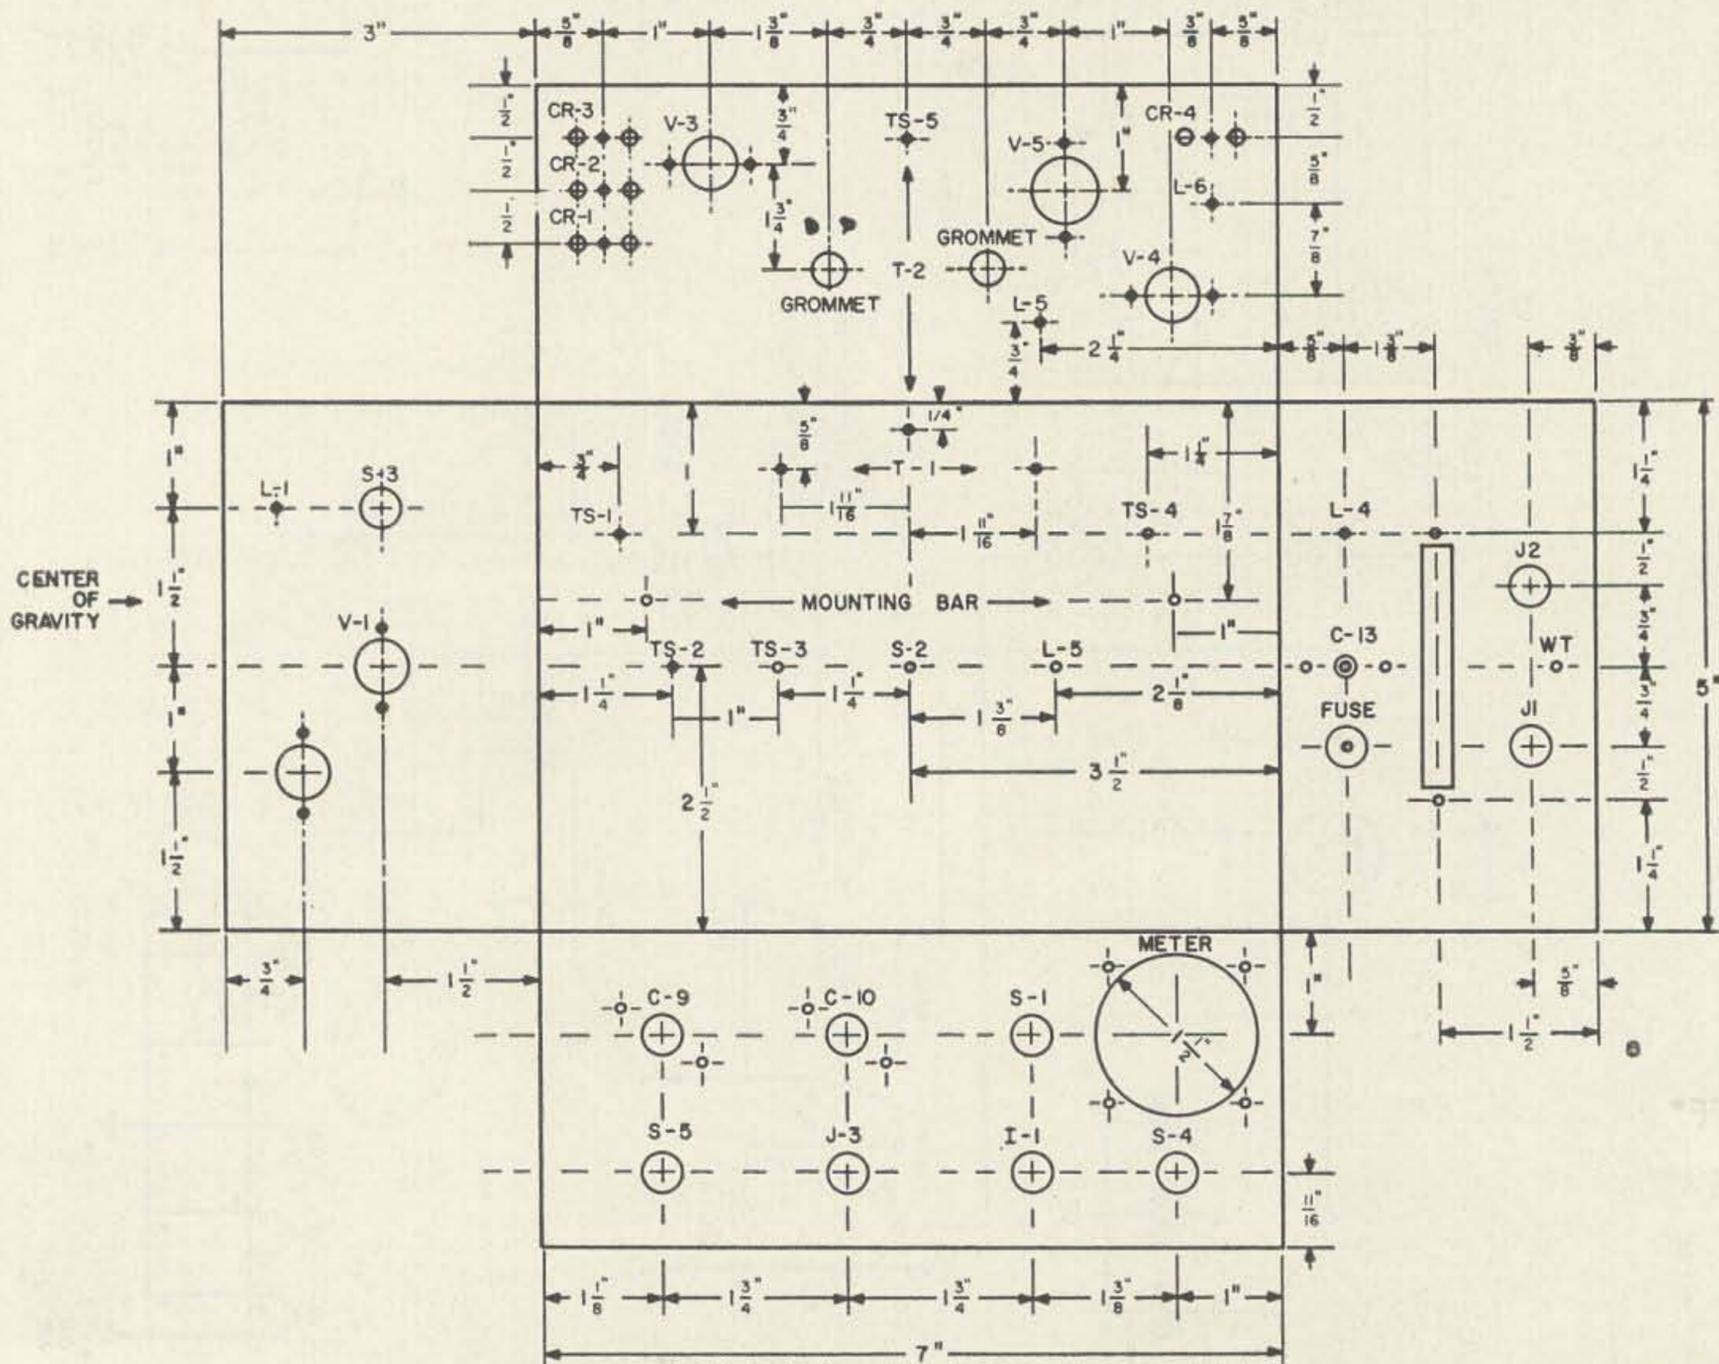 3" 5/8 1" 1 3/8" 3/4" 3/4" 3/4" 1" 3/8" 5/8"
1/2" CR-3 V-3 3/4" TS-5 1" CR-4 1/2"
V-5
1/2" CR-2 5/8"
L-6
1/2" CR-1 1 3/4"
GROMMET 7/8"
T-2 V-4
GROMMET
L-5
3/4" 2 1/4" 5/8" 1 3/8" 3/8"
1" 5/8" 1/4"
3/4" T-1 1 1/4" 1 1/4"
L-1 S-3
1 11/16"
TS-1 1 TS-4 1 7/8" L-4
1 11/16"
CENTER
OF
GRAVITY
1 1/2" J2 1/2"
MOUNTING BAR
V-1 1" 1" C-13 3/4"
TS-2 TS-3 S-2 L-5 WT
1 1/4" 1 1/4" 2 1/8" 5"
1" 1" 1 3/8" FUSE J1 3/4"
3 1/2" 1/2"
2 1/2"
1 1/2" 1 1/4"
METER
3/4" 1 1/2" 1" 5/8"
C-9 C-10 S-1
1 1/2"
S-5 J-3 I-1 S-4
11/16"
1 1/8" 1 3/4" 1 3/4" 1 3/8" 1"
7"